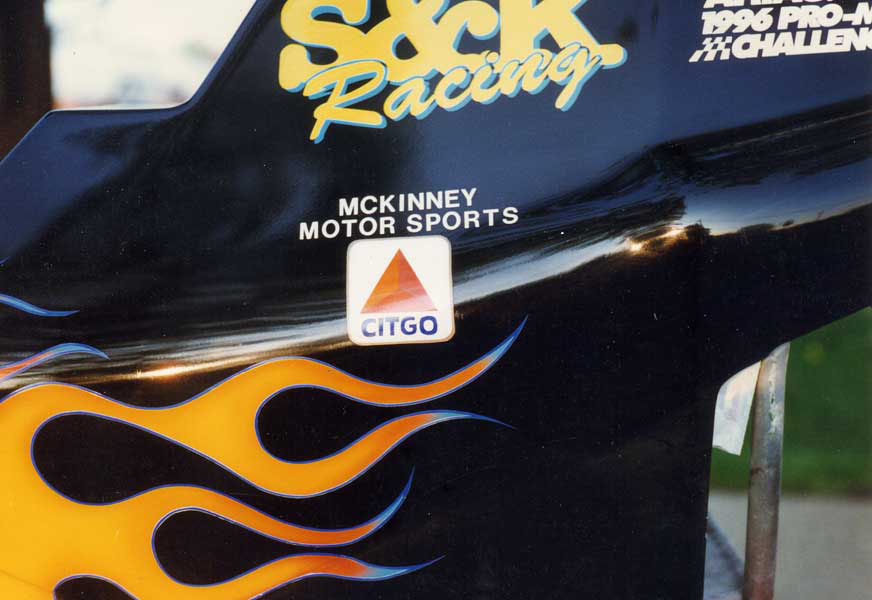 S&K
Racing
1996 PRO-M
CHALLENG
MCKINNEY
MOTOR SPORTS
CITGO